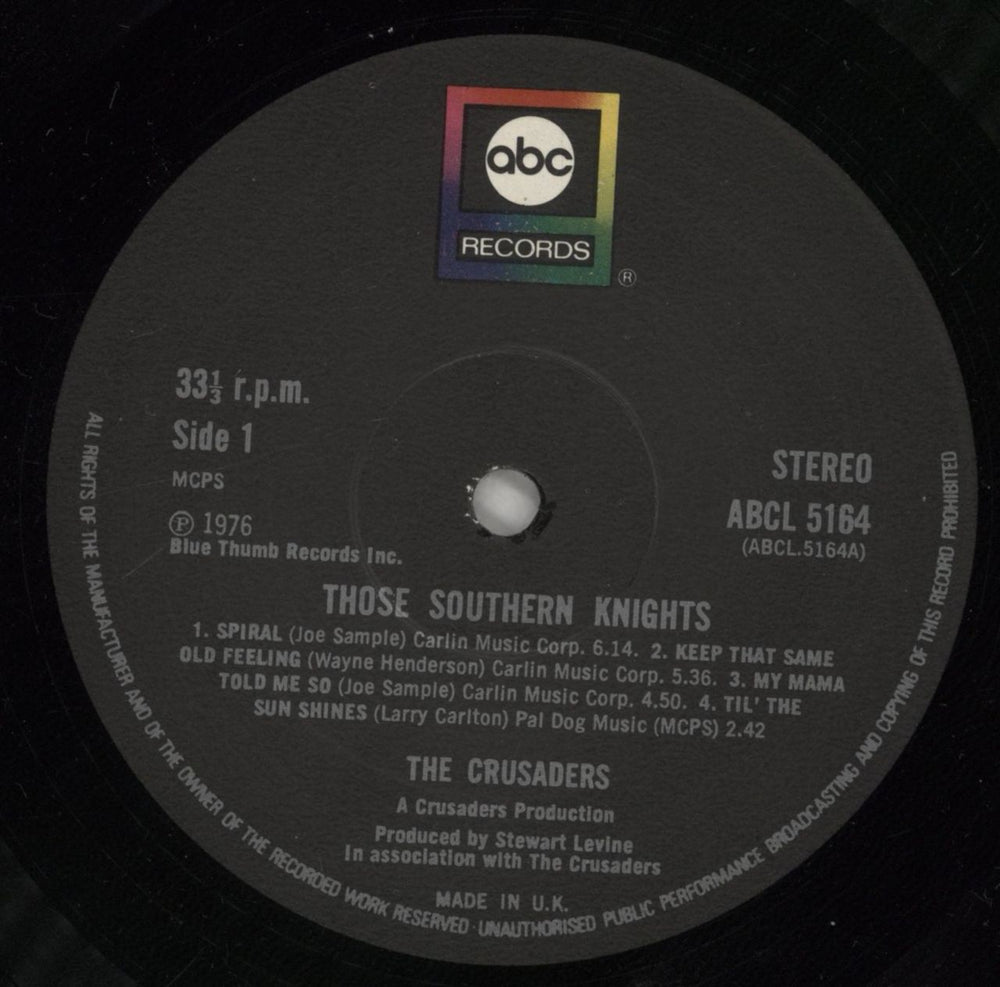 abc
RECORDS
®
33⅓ r.p.m.
Side 1
MCPS
℗ 1976
Blue Thumb Records Inc.
STEREO
ABCL 5164
(ABCL.5164A)
THOSE SOUTHERN KNIGHTS
1. SPIRAL (Joe Sample) Carlin Music Corp. 6.14. 2. KEEP THAT SAME
OLD FEELING (Wayne Henderson) Carlin Music Corp. 5.36. 3. MY MAMA
TOLD ME SO (Joe Sample) Carlin Music Corp. 4.50. 4. TIL' THE
SUN SHINES (Larry Carlton) Pal Dog Music (MCPS) 2.42
THE CRUSADERS
A Crusaders Production
Produced by Stewart Levine
In association with The Crusaders
MADE IN U.K.
ALL RIGHTS OF THE MANUFACTURER AND OF THE OWNER OF THE RECORDED WORK RESERVED · UNAUTHORISED PUBLIC PERFORMANCE BROADCASTING AND COPYING OF THIS RECORD PROHIBITED